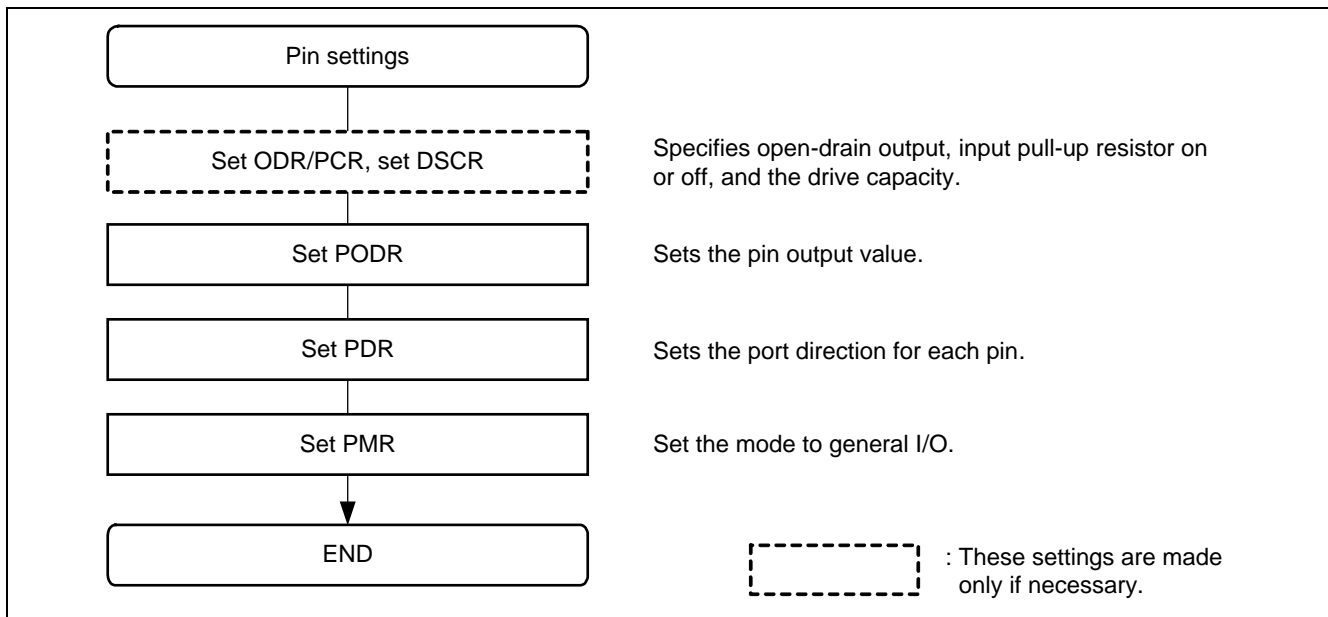 Pin settings
Set ODR/PCR, set DSCR
Specifies open-drain output, input pull-up resistor on
or off, and the drive capacity.
Set PODR
Sets the pin output value.
Set PDR
Sets the port direction for each pin.
Set PMR
Set the mode to general I/O.
END
: These settings are made
only if necessary.